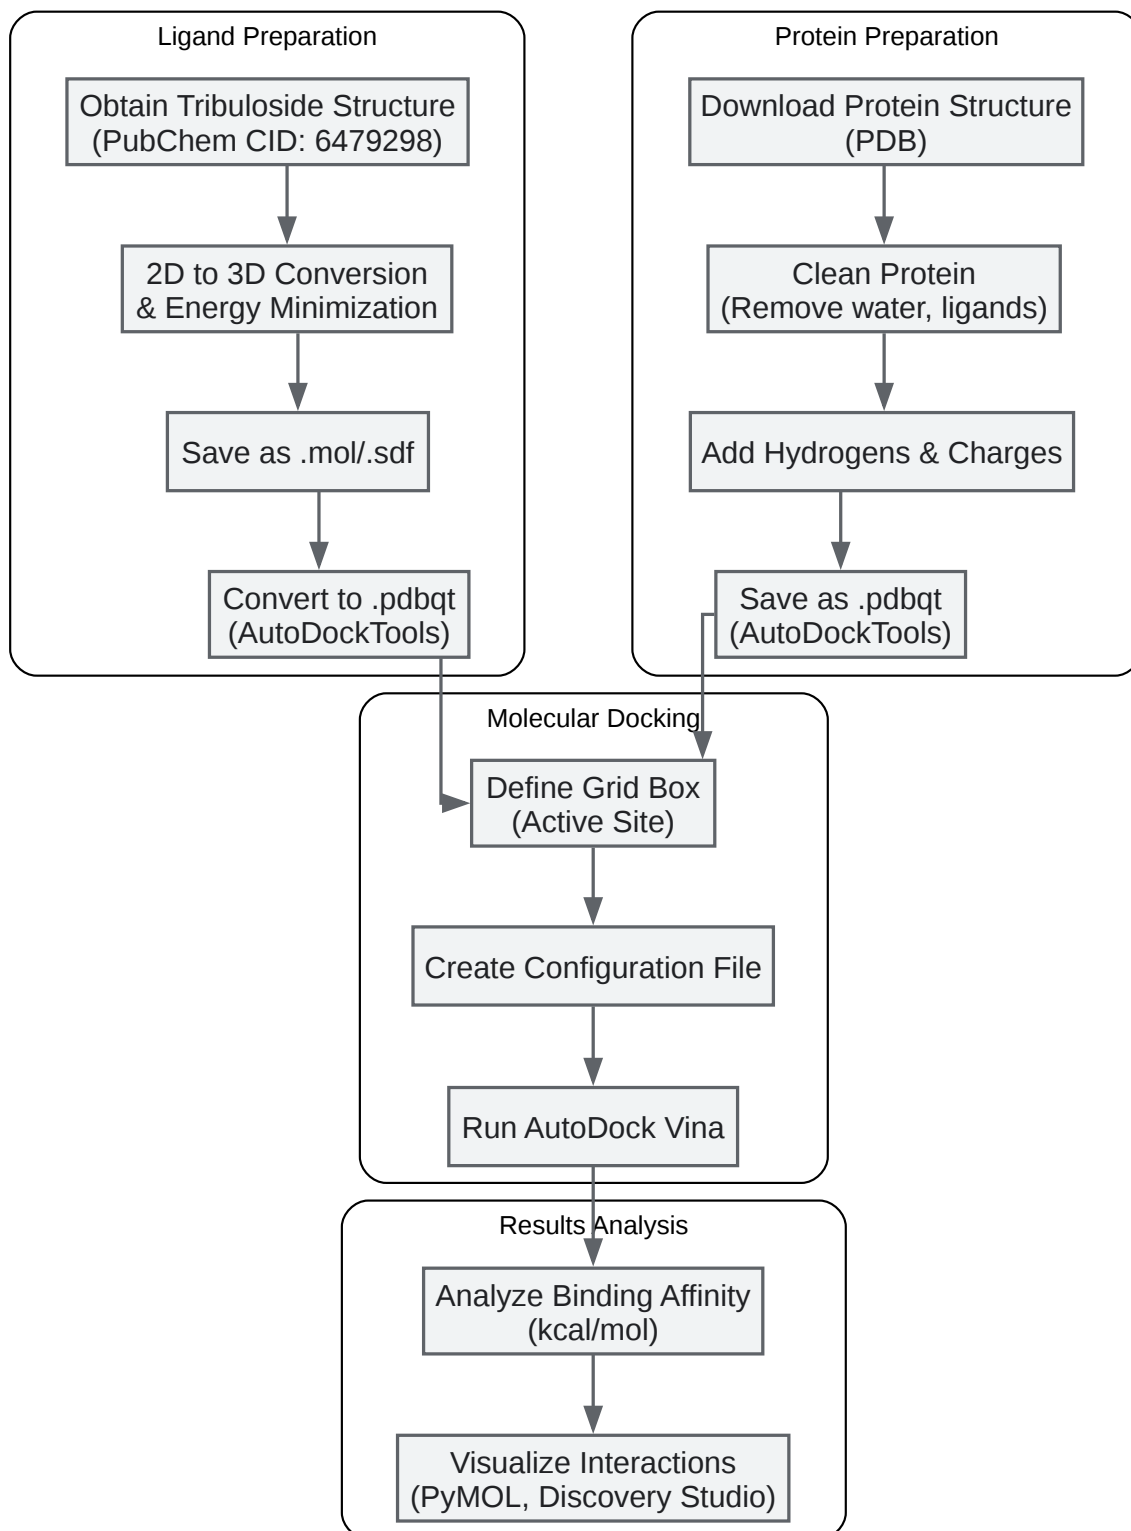 Ligand Preparation
Obtain Tribuloside Structure
(PubChem CID: 6479298)
2D to 3D Conversion
& Energy Minimization
Save as .mol/.sdf
Convert to .pdbqt
(AutoDockTools)
Protein Preparation
Download Protein Structure
(PDB)
Clean Protein
(Remove water, ligands)
Add Hydrogens & Charges
Save as .pdbqt
(AutoDockTools)
Molecular Docking
Define Grid Box
(Active Site)
Create Configuration File
Run AutoDock Vina
Results Analysis
Analyze Binding Affinity
(kcal/mol)
Visualize Interactions
(PyMOL, Discovery Studio)